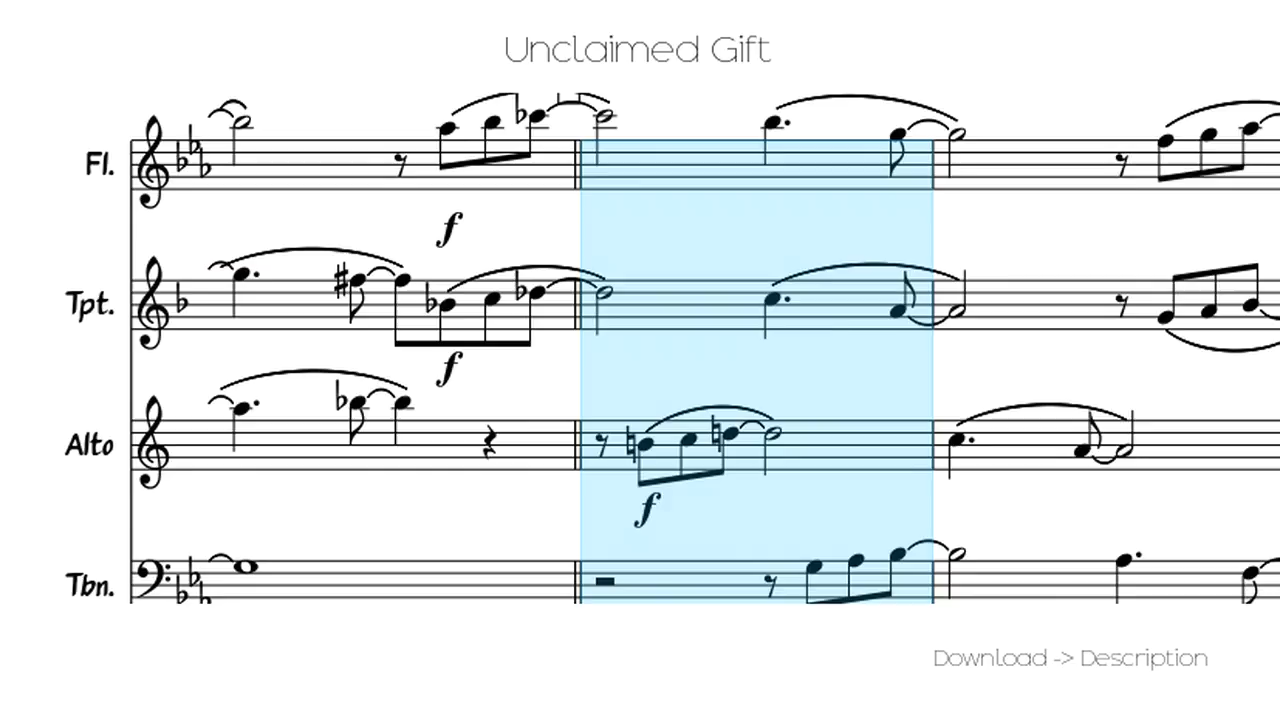 Unclaimed Gift
Fl.
f
Tpt.
f
Alto
f
Tbn.
Download -> Description